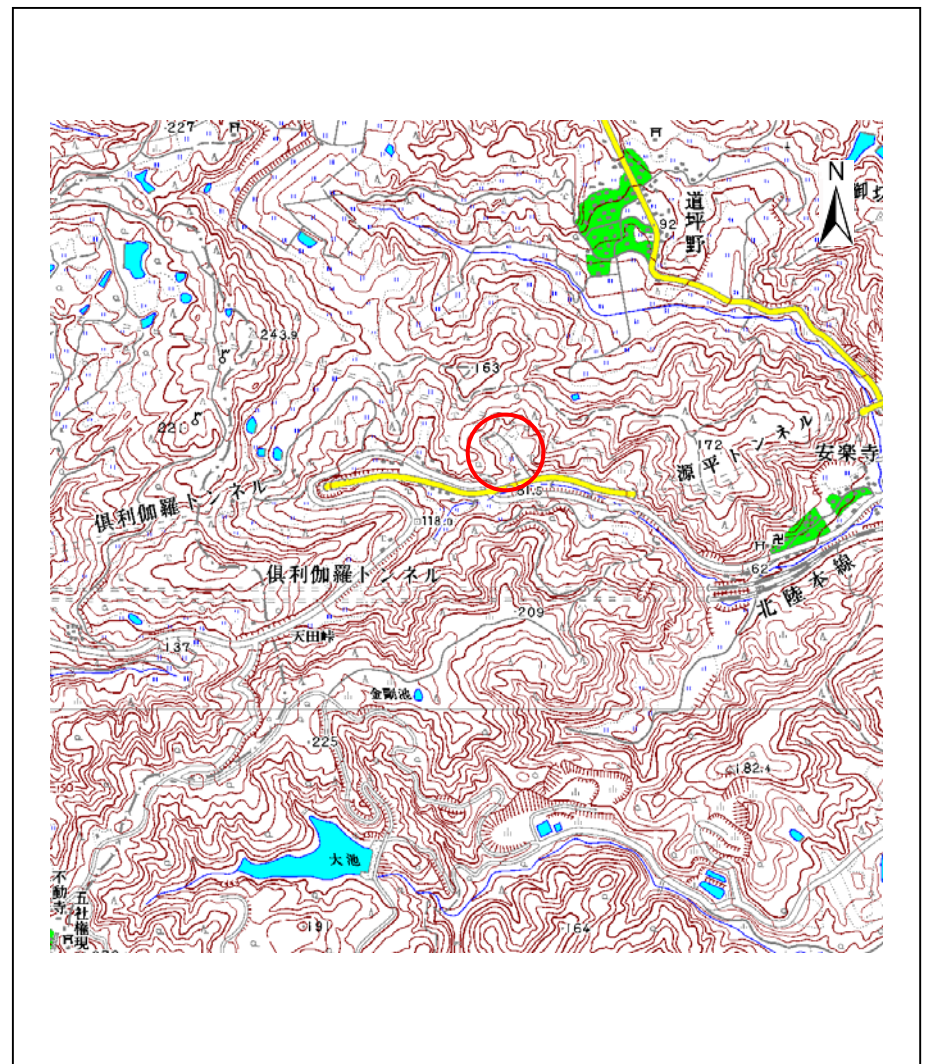 227
道坪野
92
N
243.9
163
220
172
源平トンネル
安楽寺
倶利伽羅トンネル
118.0
倶利伽羅トンネル
62
北陸本線
209
天田峠
137
金剛池
225
182.4
150
大池
不動寺
五社権現
191
164